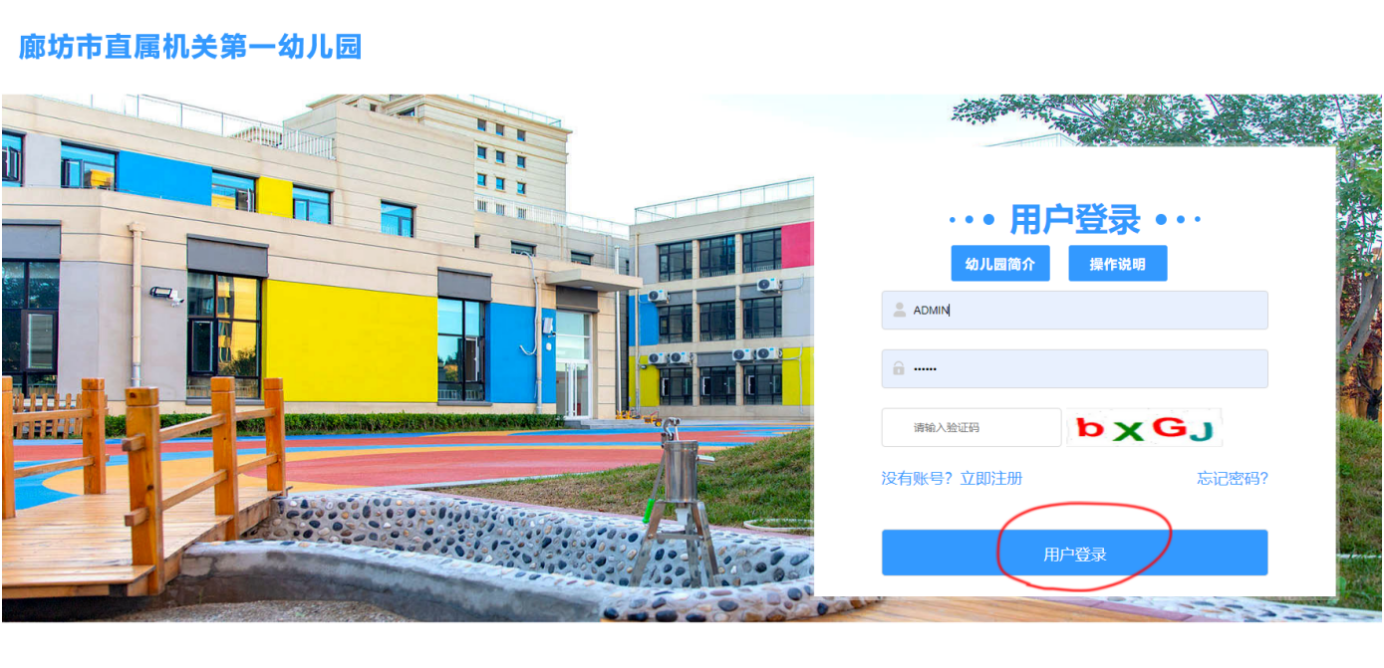 廊坊市直属机关第一幼儿园
用户登录
幼儿园简介 操作说明
ADMIN
••••••
请输入验证码 bXGJ
没有账号? 立即注册 忘记密码?
用户登录